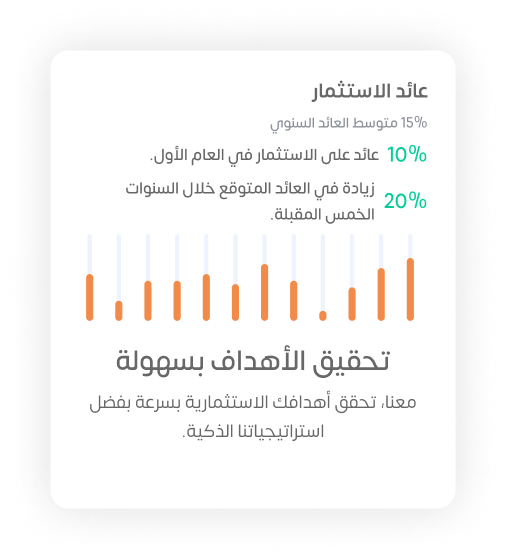 عائد الاستثمار
15% متوسط العائد السنوي
10% عائد على الاستثمار في العام الأول.
20% زيادة في العائد المتوقع خلال السنوات
الخمس المقبلة.
تحقيق الأهداف بسهولة
معنا، تحقق أهدافك الاستثمارية بسرعة بفضل
استراتيجياتنا الذكية.